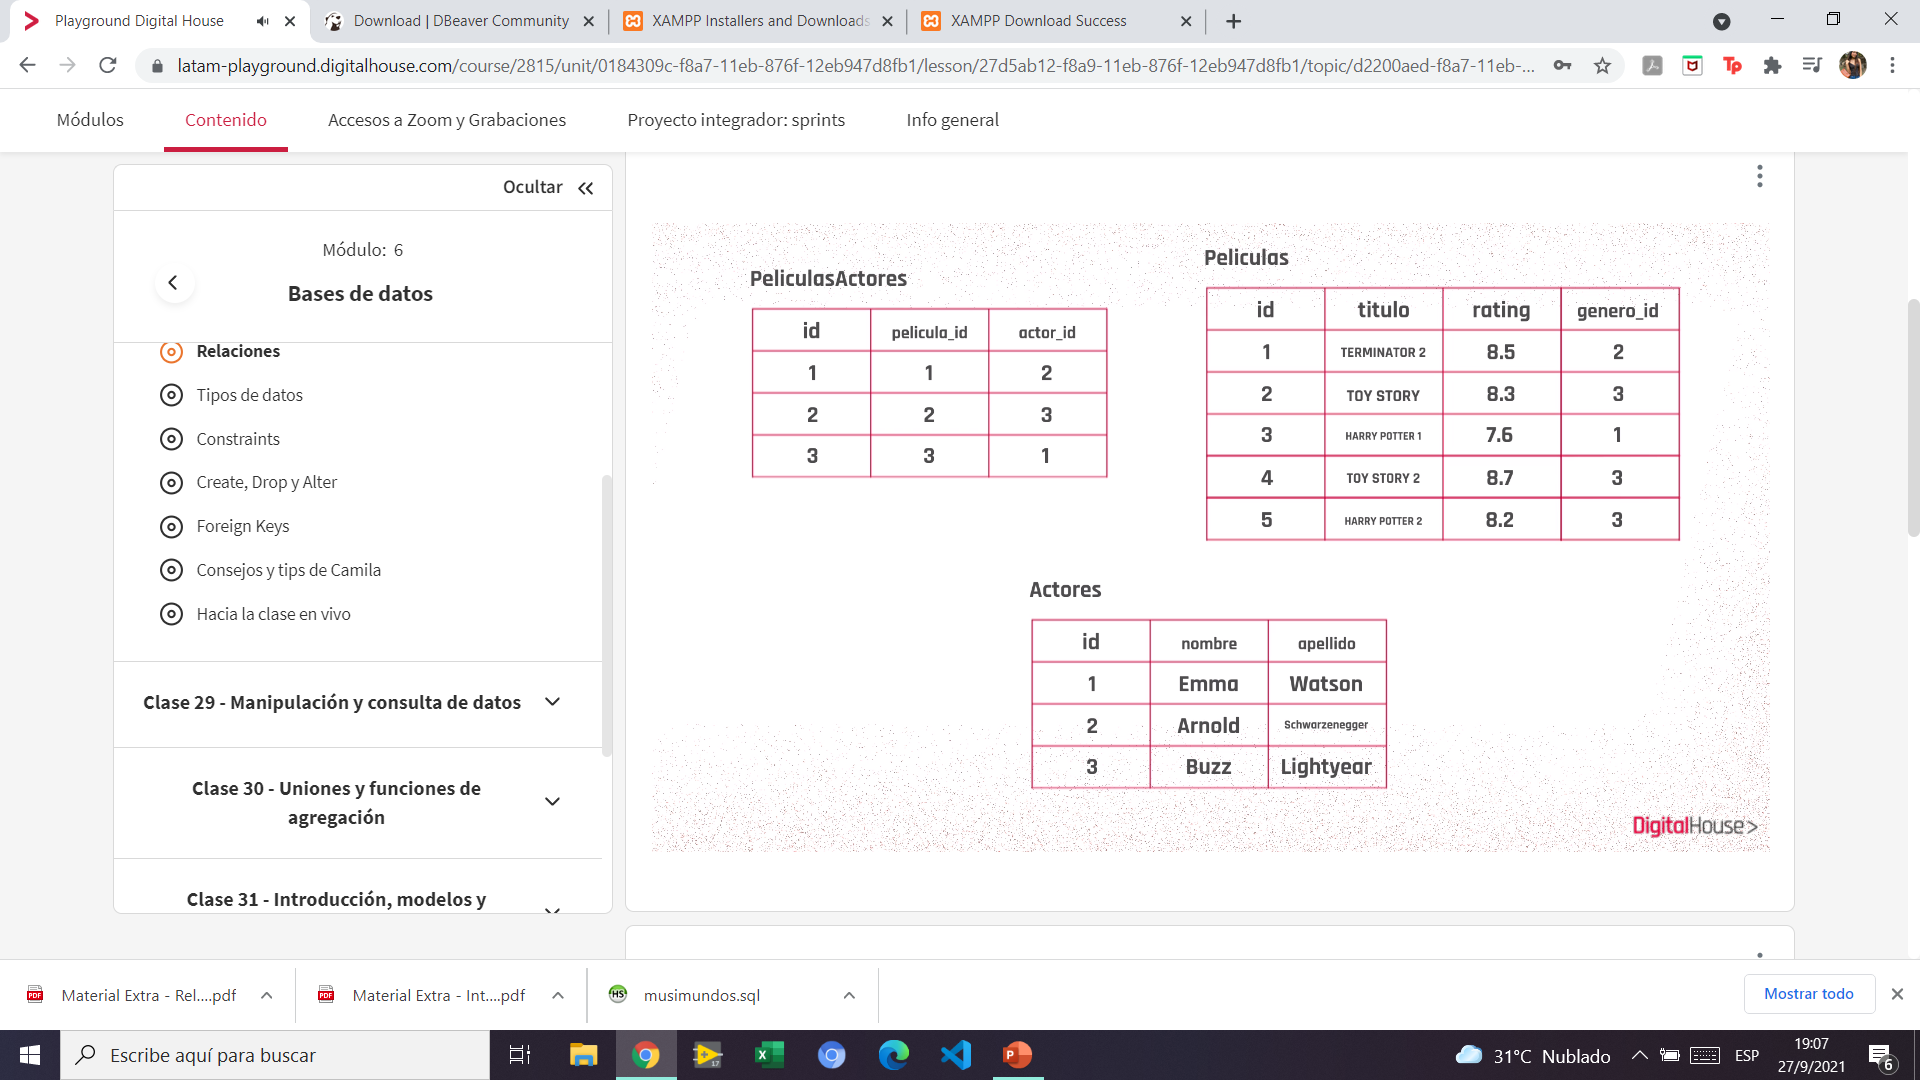 Playground Digital House
Download | DBeaver Community
XAMPP Installers and Downloads
XAMPP Download Success
latam-playground.digitalhouse.com/course/2815/unit/0184309c-f8a7-11eb-876f-12eb947d8fb1/lesson/27d5ab12-f8a9-11eb-876f-12eb947d8fb1/topic/d2200aed-f8a7-11eb-...
Módulos
Contenido
Accesos a Zoom y Grabaciones
Proyecto integrador: sprints
Info general
Ocultar
Módulo: 6
Bases de datos
Relaciones
Tipos de datos
Constraints
Create, Drop y Alter
Foreign Keys
Consejos y tips de Camila
Hacia la clase en vivo
Clase 29 - Manipulación y consulta de datos
Clase 30 - Uniones y funciones de
agregación
Clase 31 - Introducción, modelos y
PeliculasActores
id pelicula_id actor_id
1 1 2
2 2 3
3 3 1
Peliculas
id titulo rating genero_id
1 TERMINATOR 2 8.5 2
2 TOY STORY 8.3 3
3 HARRY POTTER 1 7.6 1
4 TOY STORY 2 8.7 3
5 HARRY POTTER 2 8.2 3
Actores
id nombre apellido
1 Emma Watson
2 Arnold Schwarzenegger
3 Buzz Lightyear
DigitalHouse>
Material Extra - Rel....pdf
Material Extra - Int....pdf
musimundos.sql
Mostrar todo
Escribe aquí para buscar
31°C Nublado
ESP
19:07
27/9/2021
6